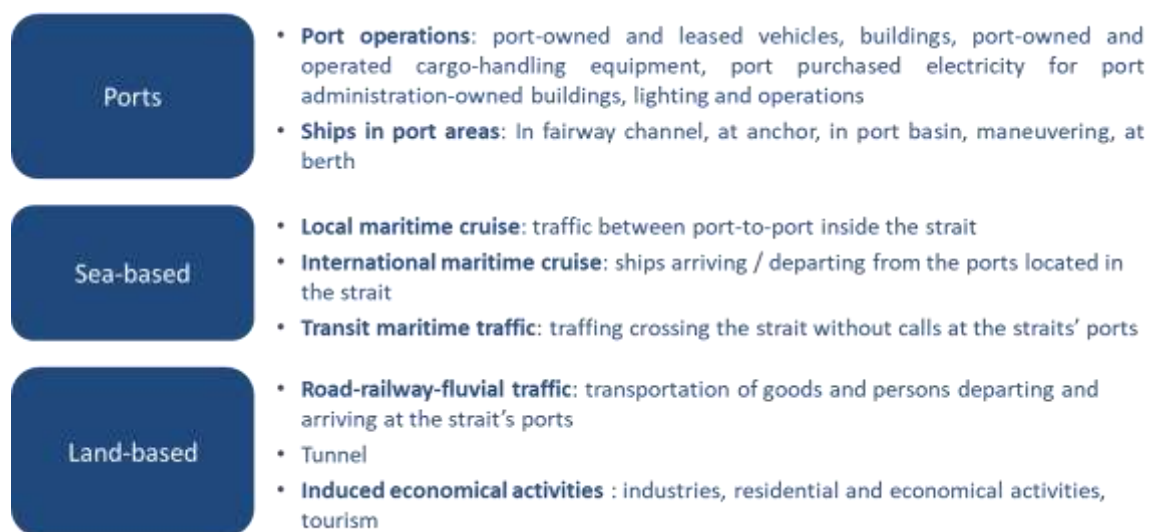 Ports
• Port operations: port-owned and leased vehicles, buildings, port-owned and
operated cargo-handling equipment, port purchased electricity for port
administration-owned buildings, lighting and operations
• Ships in port areas: In fairway channel, at anchor, in port basin, maneuvering, at
berth
Sea-based
• Local maritime cruise: traffic between port-to-port inside the strait
• International maritime cruise: ships arriving / departing from the ports located in
the strait
• Transit maritime traffic: traffing crossing the strait without calls at the straits' ports
Land-based
• Road-railway-fluvial traffic: transportation of goods and persons departing and
arriving at the strait's ports
• Tunnel
• Induced economical activities : industries, residential and economical activities,
tourism